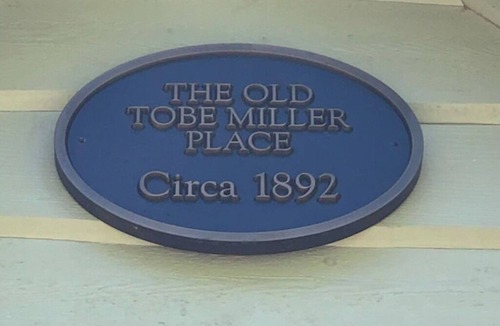 THE OLD
TOBE MILLER
PLACE
Circa 1892